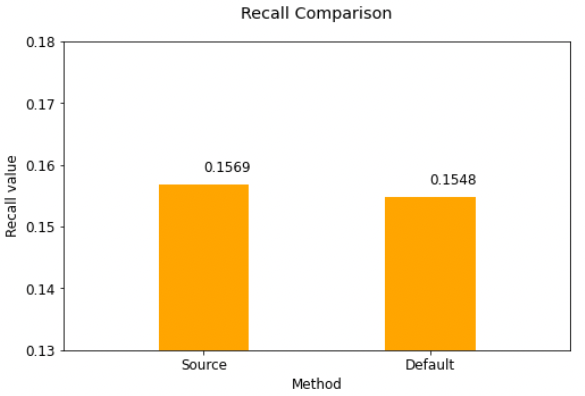 Recall Comparison
0.18
0.17
0.16
0.15
0.14
0.13
Recall value
0.1569
0.1548
Source
Default
Method